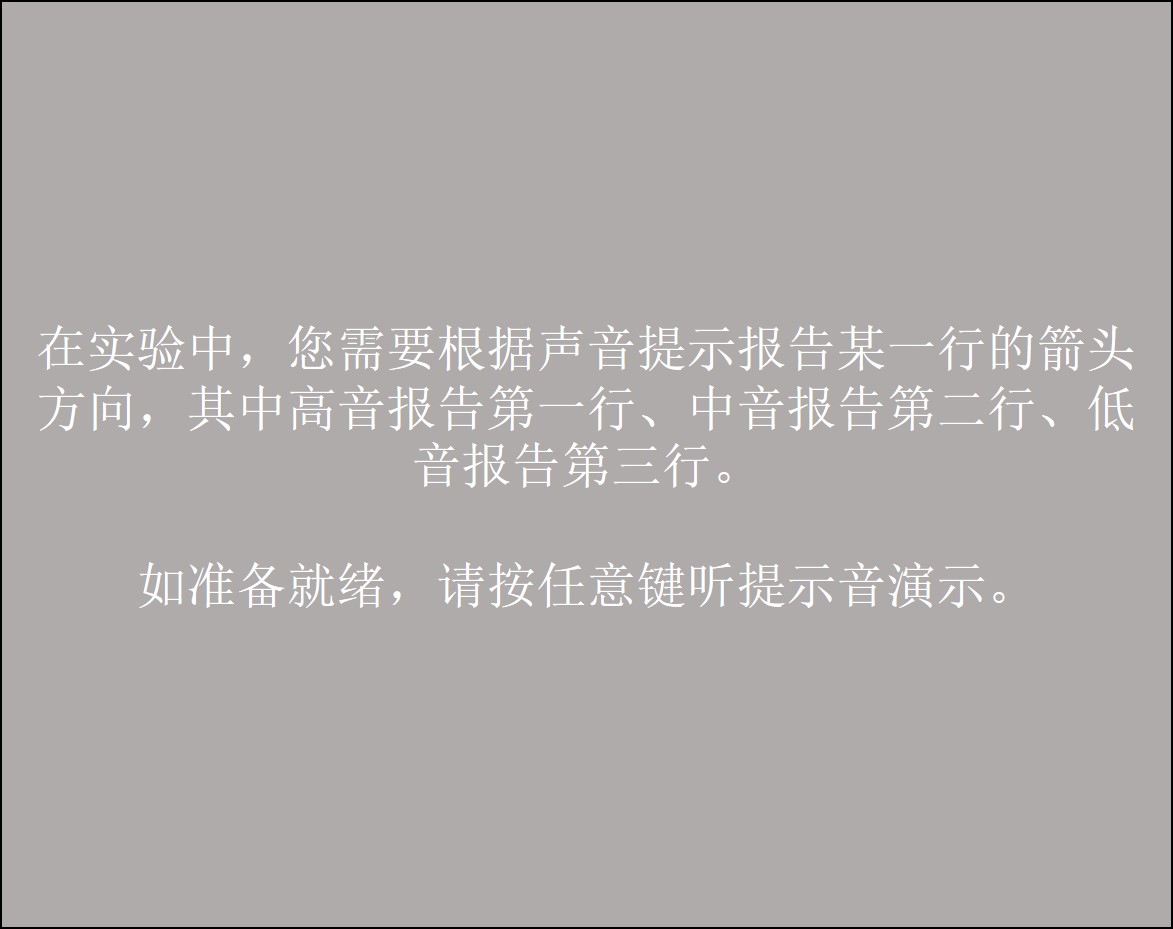 在实验中，您需要根据声音提示报告某一行的箭头
方向，其中高音报告第一行、中音报告第二行、低
音报告第三行。
如准备就绪，请按任意键听提示音演示。